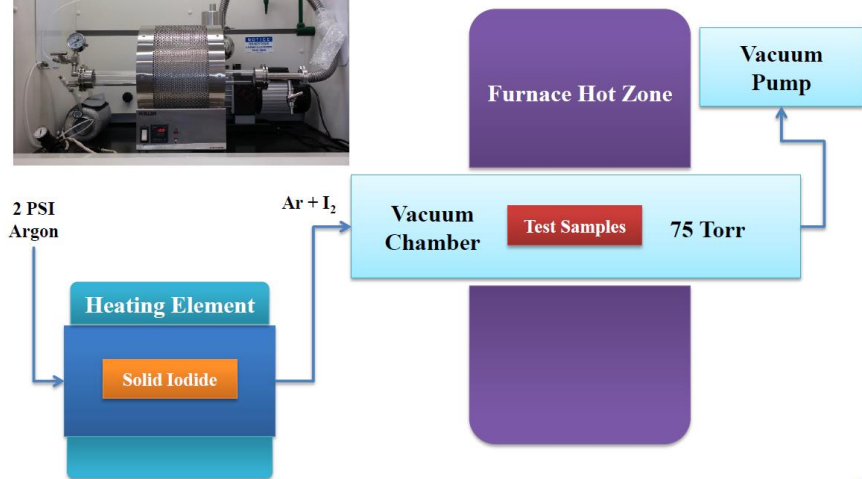 NOTICE
Furnace Hot Zone
Vacuum
Pump
2 PSI
Argon
Ar + I₂
Vacuum
Chamber
Test Samples
75 Torr
Heating Element
Solid Iodide